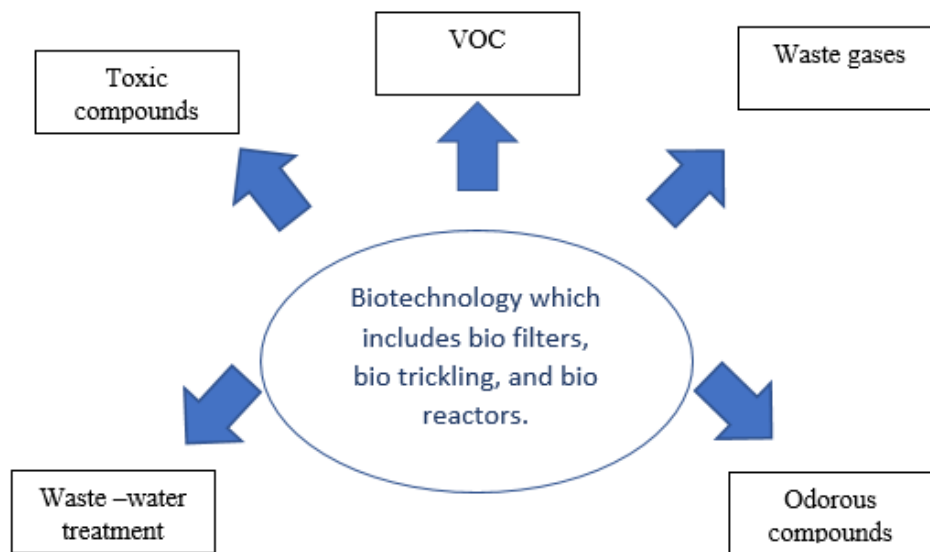 VOC
Waste gases
Toxic
compounds
Biotechnology which
includes bio filters,
bio trickling, and bio
reactors.
Waste –water
treatment
Odorous
compounds